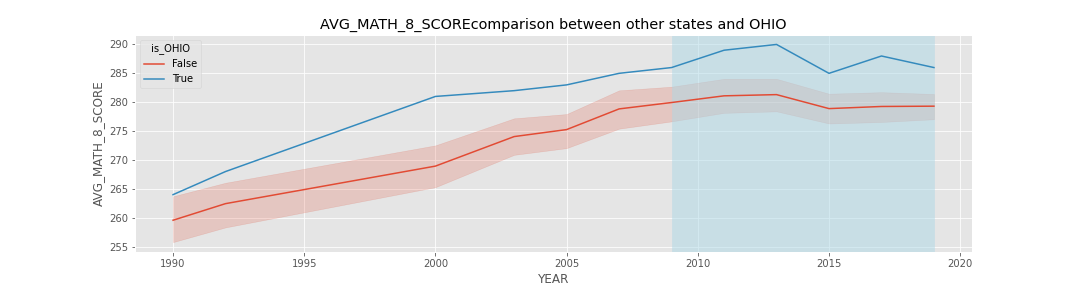 AVG_MATH_8_SCOREcomparison between other states and OHIO
is_OHIO
False
True
AVG_MATH_8_SCORE
290
285
280
275
270
265
260
255
1990 1995 2000 2005 2010 2015 2020
YEAR